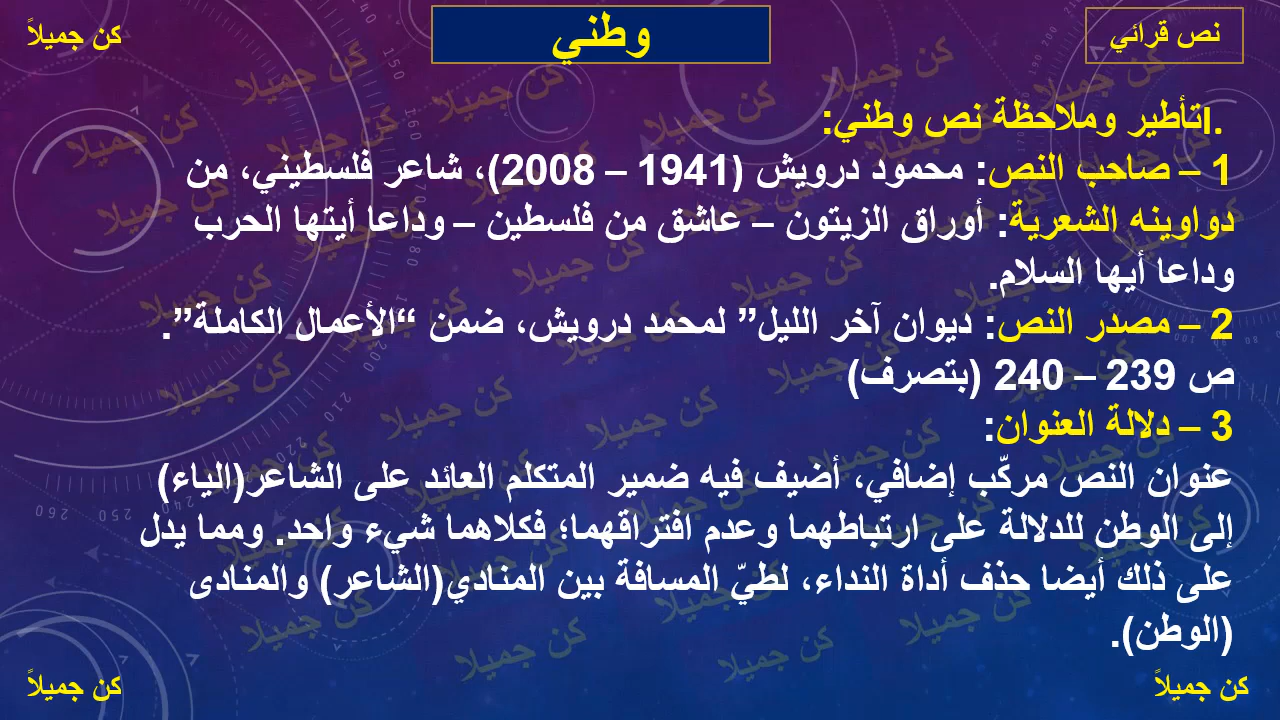 نص قرائي
وطني
كن جميلاً
I. تأطير وملاحظة نص وطني:
1 – صاحب النص: محمود درويش (1941 – 2008)، شاعر فلسطيني، من
دواوينه الشعرية: أوراق الزيتون – عاشق من فلسطين – وداعا أيتها الحرب
وداعا أيها السلام.
2 – مصدر النص: ديوان آخر الليل” لمحمد درويش، ضمن “الأعمال الكاملة”.
ص 239 – 240 (بتصرف)
3 – دلالة العنوان:
عنوان النص مركّب إضافي، أضيف فيه ضمير المتكلم العائد على الشاعر(الياء)
إلى الوطن للدلالة على ارتباطهما وعدم افتراقهما؛ فكلاهما شيء واحد. ومما يدل
على ذلك أيضا حذف أداة النداء، لطيّ المسافة بين المنادي(الشاعر) والمنادى
(الوطن).
كن جميلاً
كن جميلاً